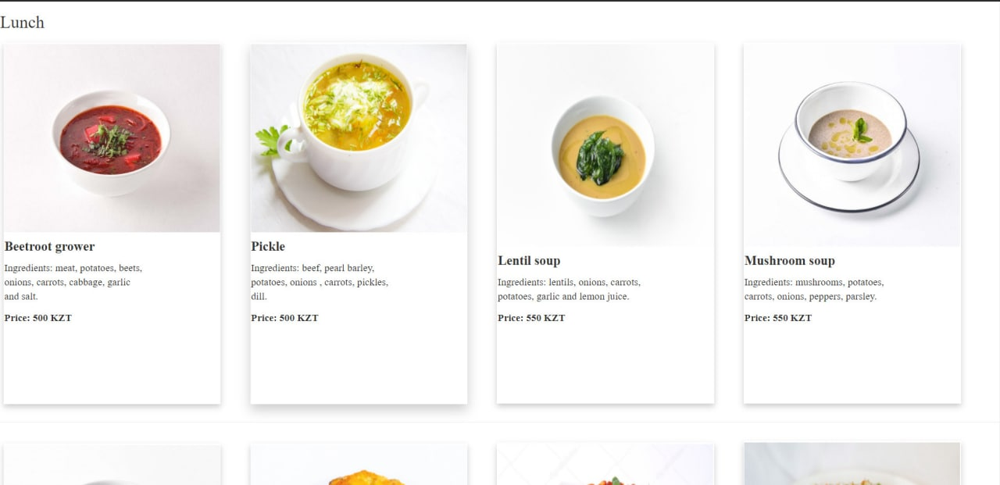 Lunch
Beetroot grower
Ingredients: meat, potatoes, beets,
onions, carrots, cabbage, garlic
and salt.
Price: 500 KZT
Pickle
Ingredients: beef, pearl barley,
potatoes, onions , carrots, pickles,
dill.
Price: 500 KZT
Lentil soup
Ingredients: lentils, onions, carrots,
potatoes, garlic and lemon juice.
Price: 550 KZT
Mushroom soup
Ingredients: mushrooms, potatoes,
carrots, onions, peppers, parsley.
Price: 550 KZT